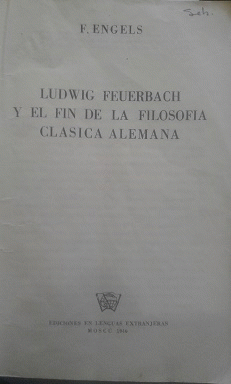 F. ENGELS
LUDWIG FEUERBACH
Y EL FIN DE LA FILOSOFIA
CLASICA ALEMANA
EDICIONES EN LENGUAS EXTRANJERAS
MOSCU